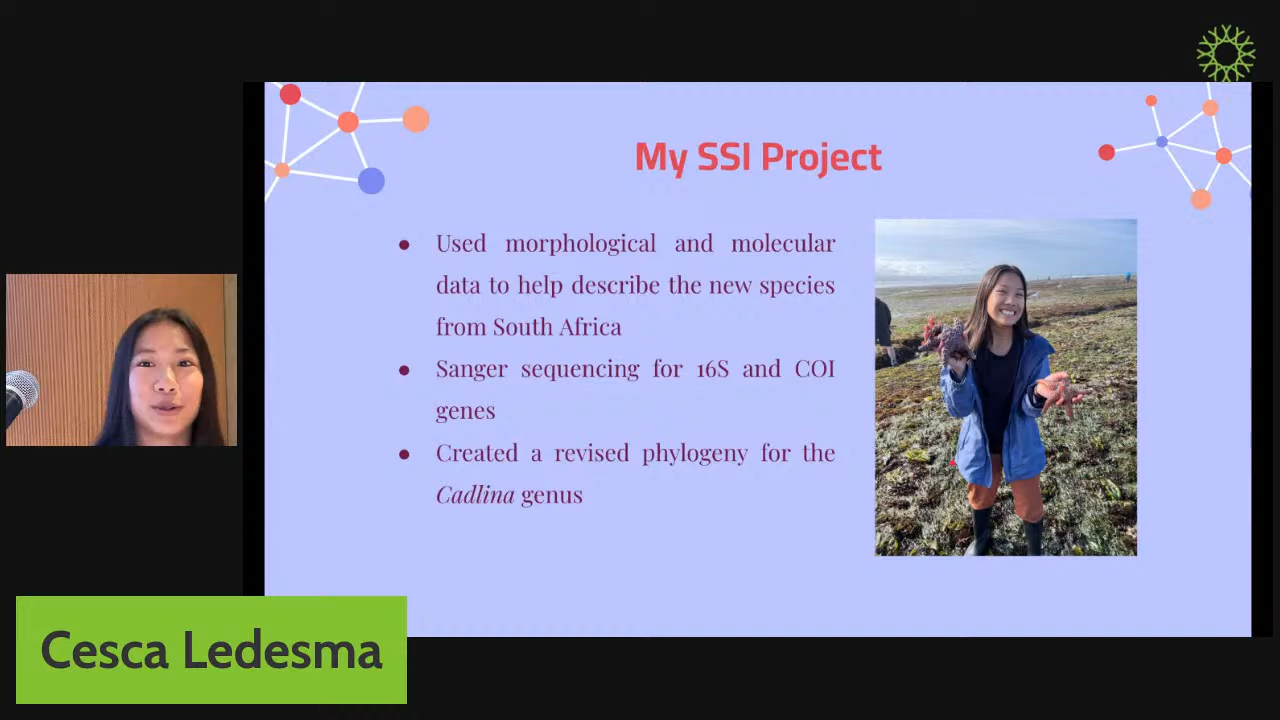 My SSI Project
● Used morphological and molecular
data to help describe the new species
from South Africa
● Sanger sequencing for 16S and COI
genes
● Created a revised phylogeny for the
Cadlina genus
Cesca Ledesma